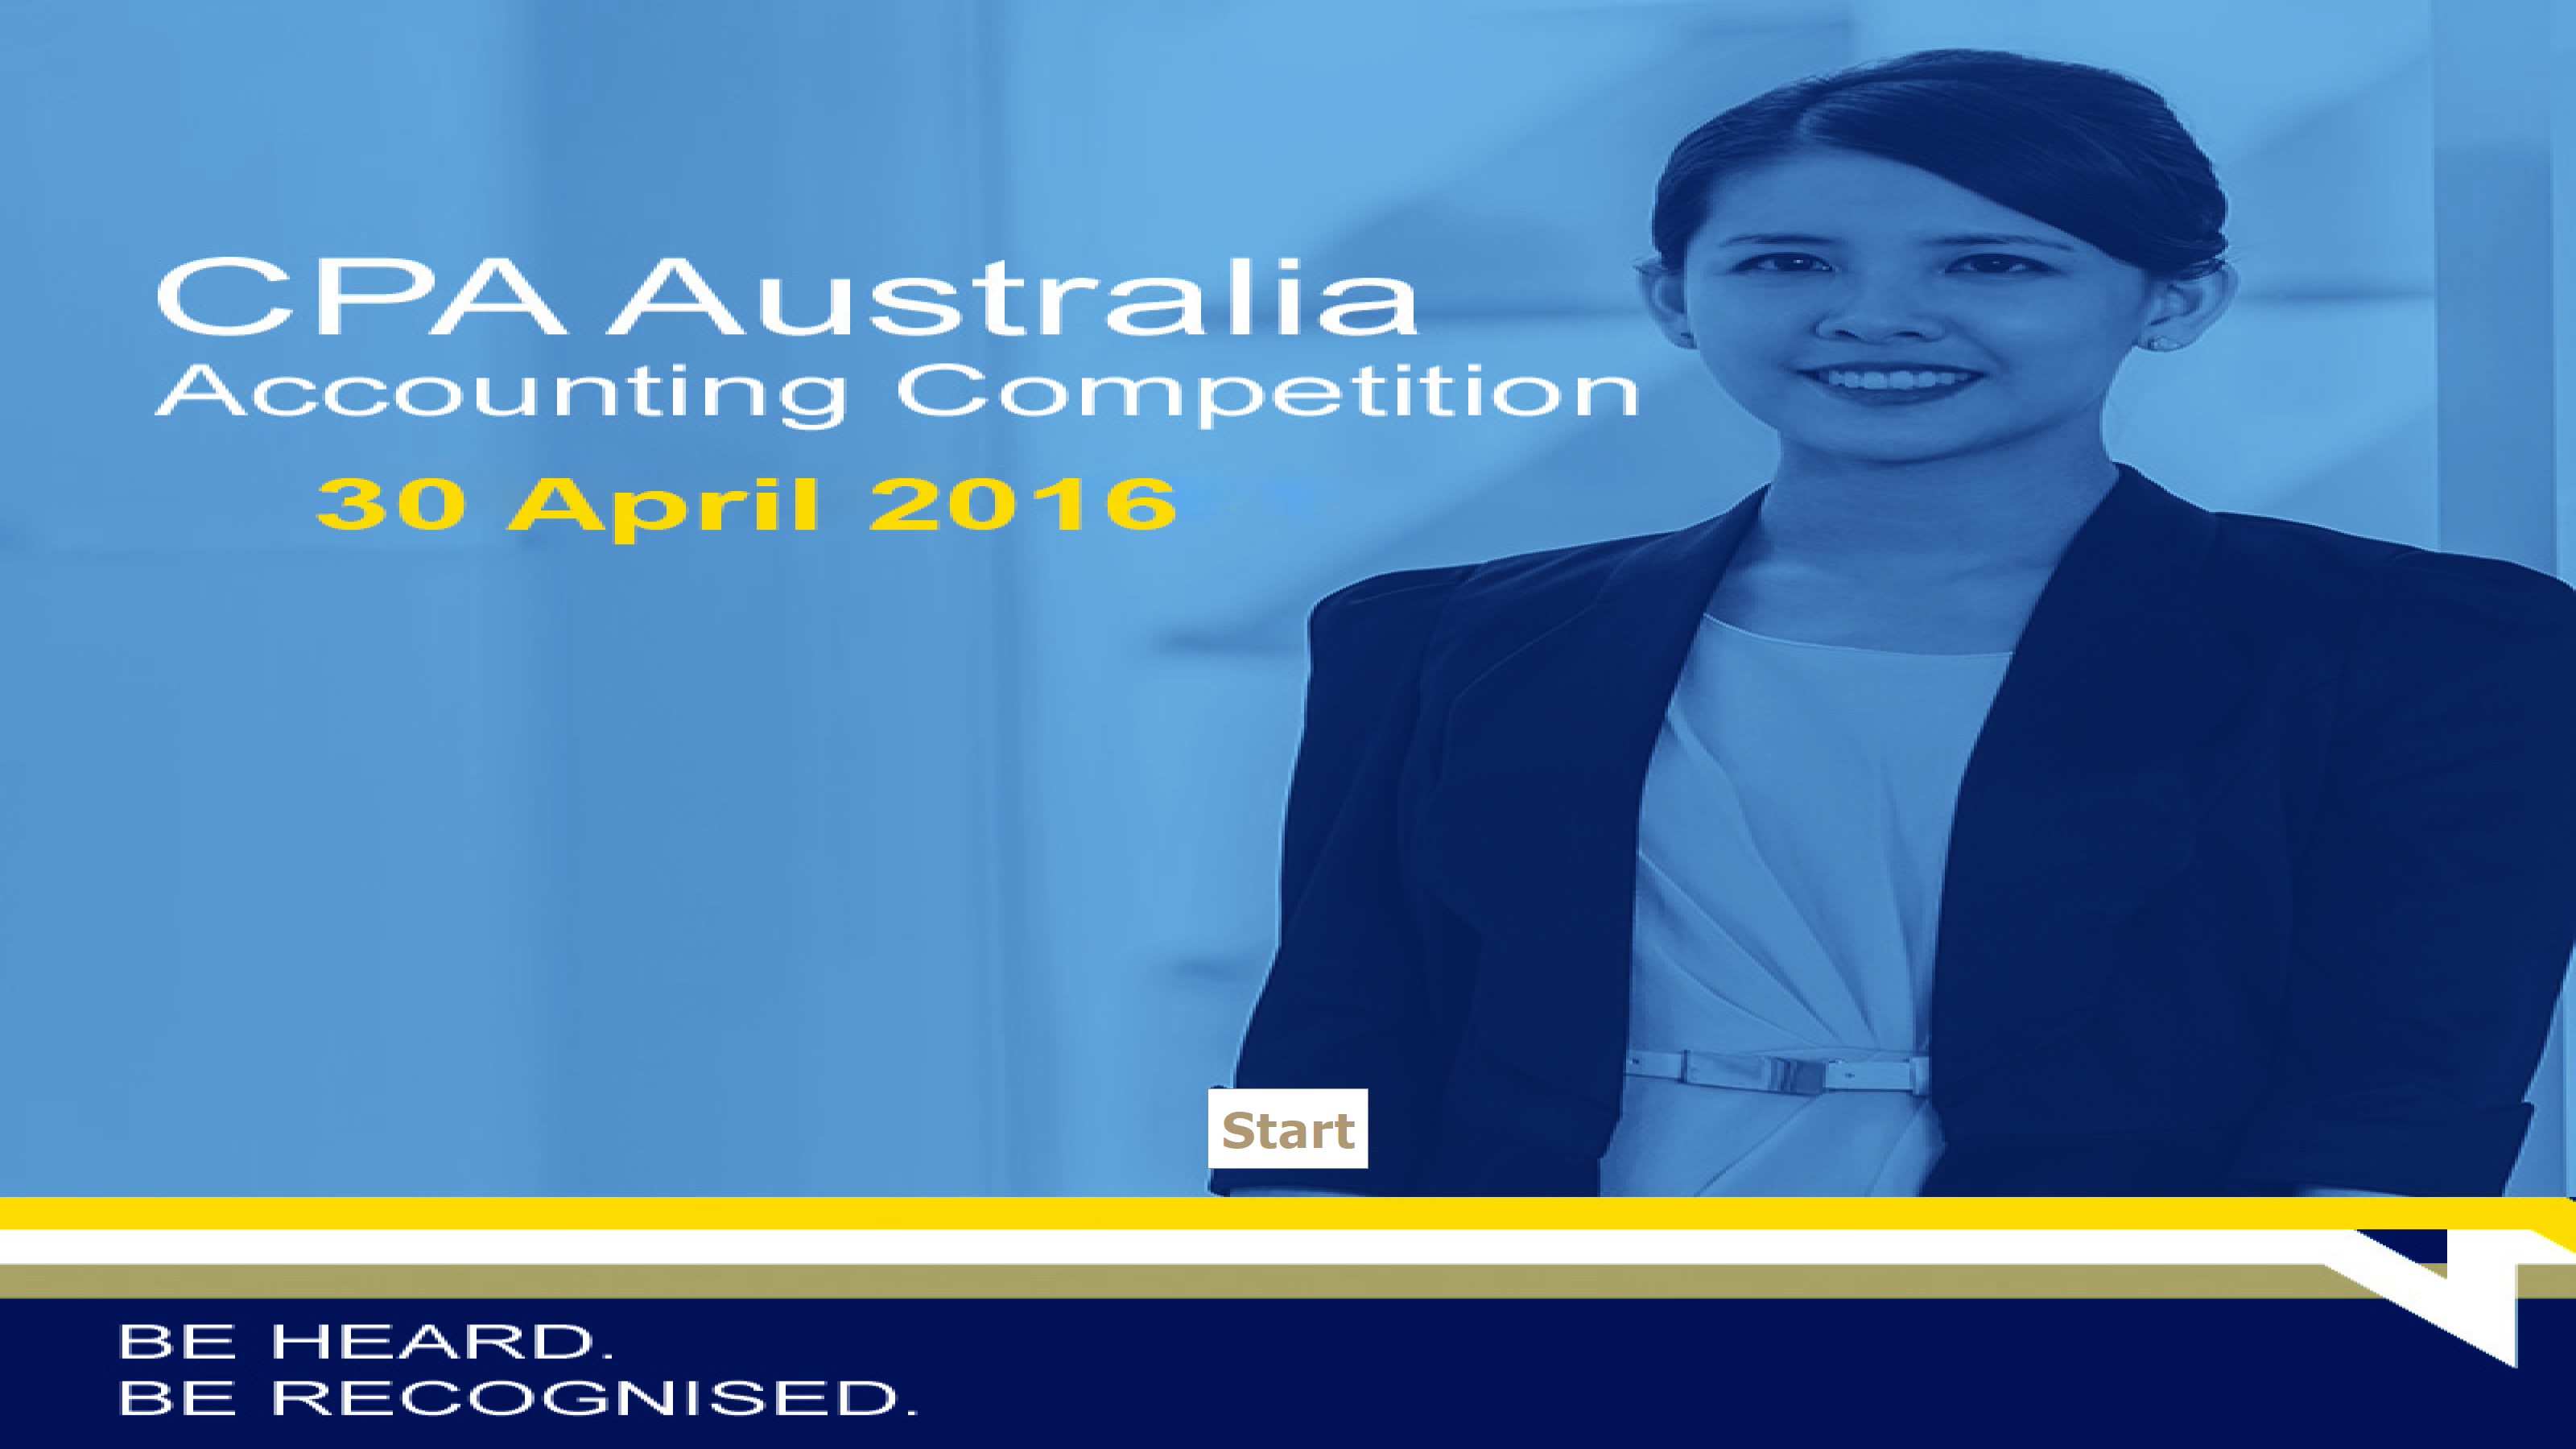 CPA Australia
Accounting Competition
30 April 2016
Start
BE HEARD.
BE RECOGNISED.